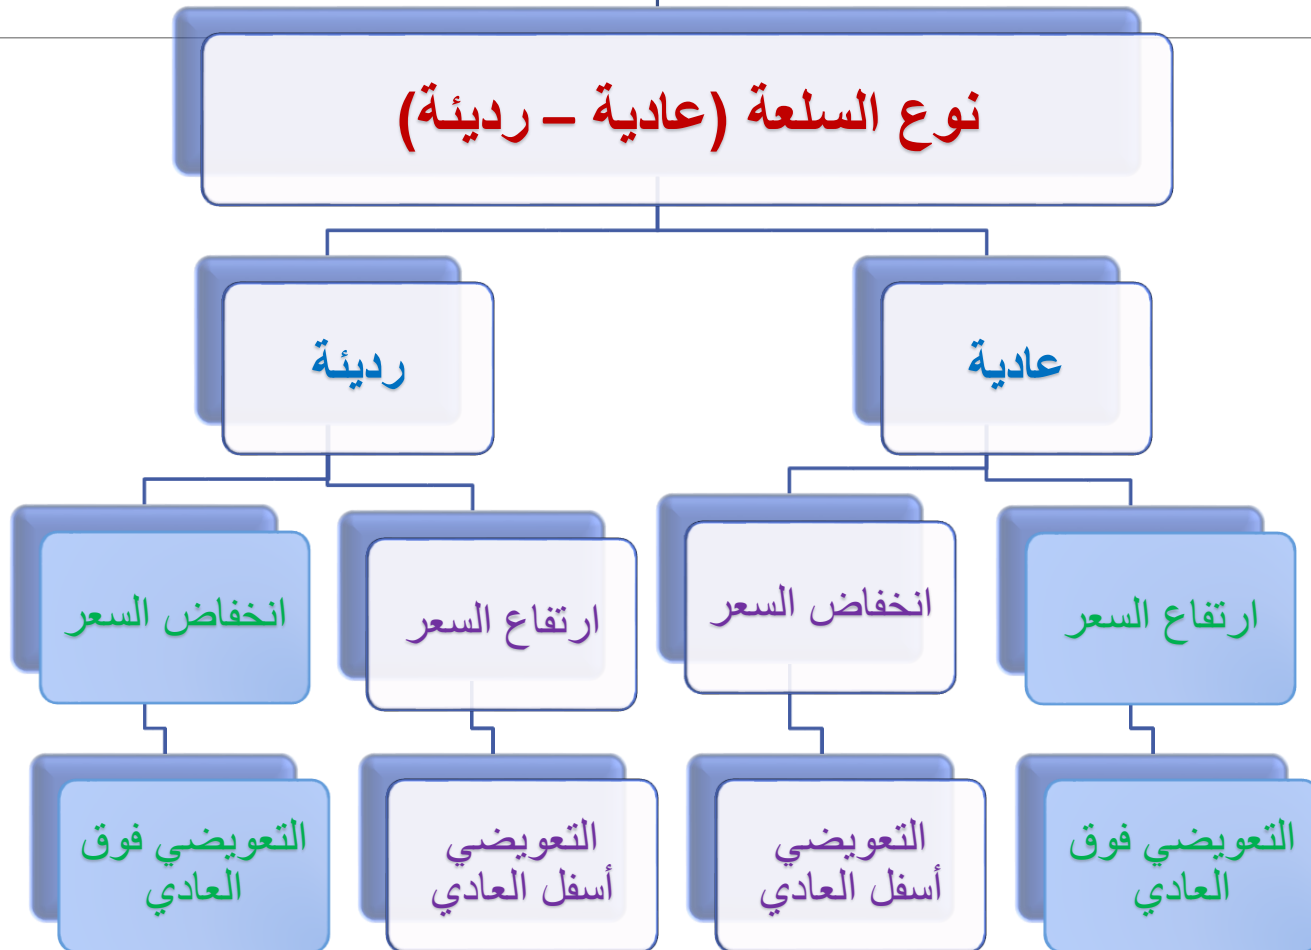 نوع السلعة (عادية – رديئة)
عادية
رديئة
ارتفاع السعر
انخفاض السعر
ارتفاع السعر
انخفاض السعر
التعويضي فوق
العادي
التعويضي
أسفل العادي
التعويضي
أسفل العادي
التعويضي فوق
العادي